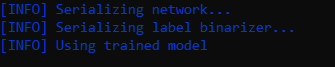 [INFO] Serializing network...
[INFO] Serializing label binarizer...
[INFO] Using trained model